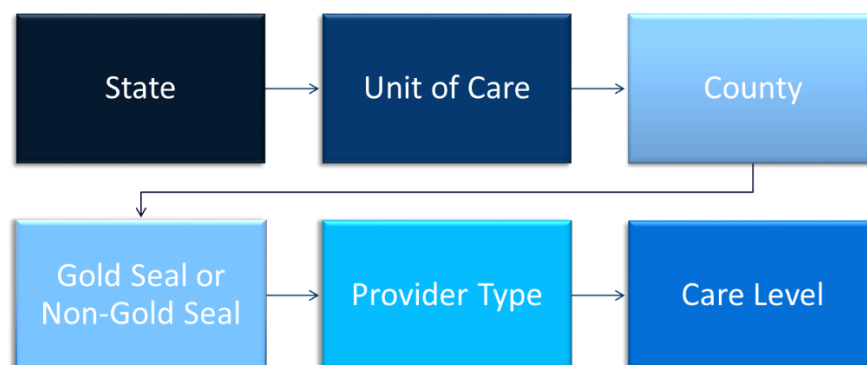 State
Unit of Care
County
Gold Seal or
Non-Gold Seal
Provider Type
Care Level